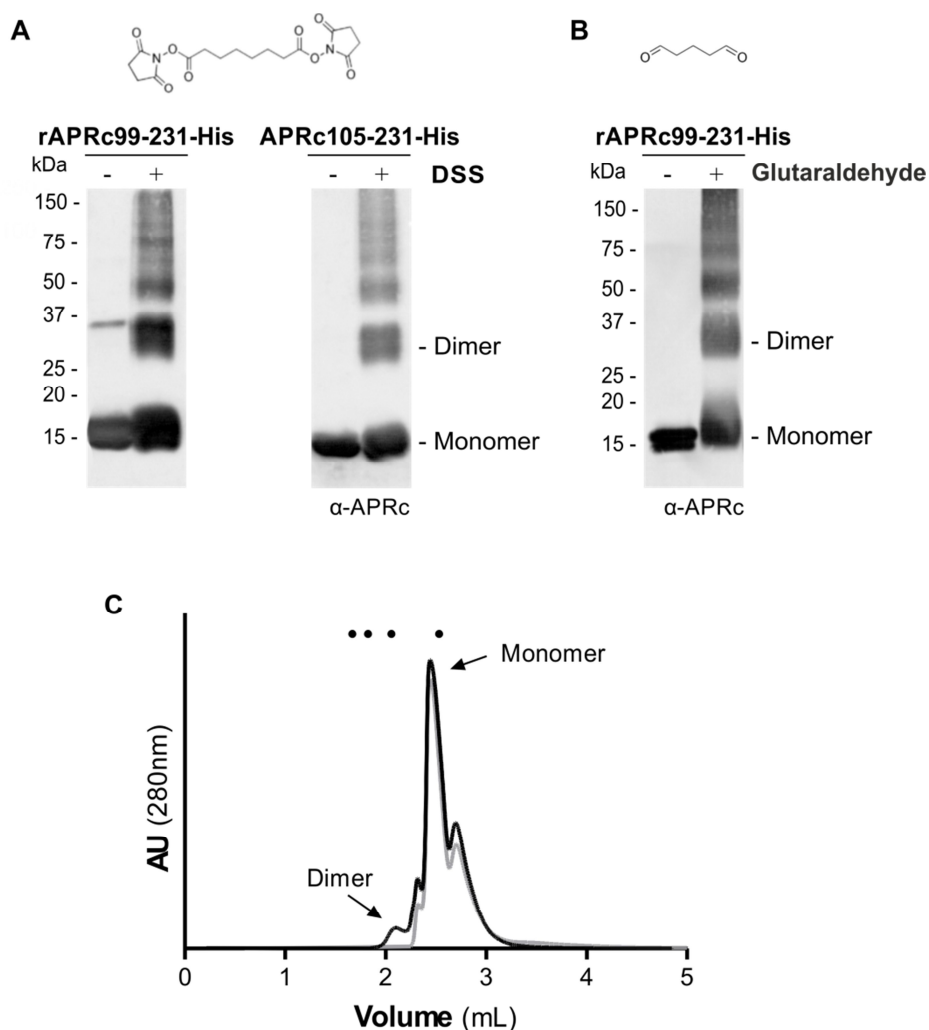 A
B
O O
N O O
O O N
O O
O O
rAPRc99-231-His APRc105-231-His rAPRc99-231-His
kDa - + - + DSS kDa - + Glutaraldehyde
150 - 150 -
75 - 75 -
50 - 50 -
37 - 37 -
- Dimer - Dimer
25 - 25 -
20 - 20 -
15 - - Monomer 15 - - Monomer
α-APRc α-APRc
C
Monomer
AU (280nm)
Dimer
0 1 2 3 4 5
Volume (mL)